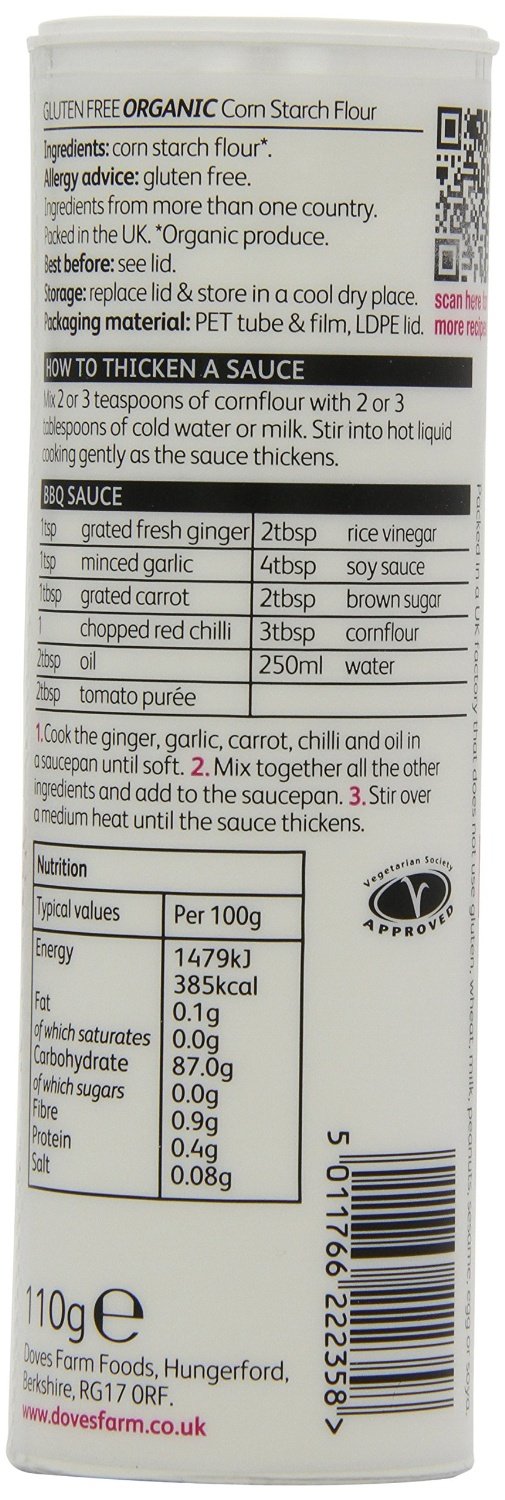 GLUTEN FREE ORGANIC Corn Starch Flour
Ingredients: corn starch flour*.
Allergy advice: gluten free.
Ingredients from more than one country.
Packed in the UK. *Organic produce.
Best before: see lid.
Storage: replace lid & store in a cool dry place.
Packaging material: PET tube & film, LDPE lid.
scan here for
more recipes
HOW TO THICKEN A SAUCE
Mix 2 or 3 teaspoons of cornflour with 2 or 3
tablespoons of cold water or milk. Stir into hot liquid
cooking gently as the sauce thickens.
BBQ SAUCE
1tsp grated fresh ginger 2tbsp rice vinegar
1tsp minced garlic 4tbsp soy sauce
1tbsp grated carrot 2tbsp brown sugar
1 chopped red chilli 3tbsp cornflour
2tbsp oil 250ml water
2tbsp tomato purée
1. Cook the ginger, garlic, carrot, chilli and oil in
a saucepan until soft. 2. Mix together all the other
ingredients and add to the saucepan. 3. Stir over
a medium heat until the sauce thickens.
Nutrition
Typical values Per 100g
Energy 1479kJ
385kcal
Fat 0.1g
of which saturates 0.0g
Carbohydrate 87.0g
of which sugars 0.0g
Fibre 0.9g
Protein 0.4g
Salt 0.08g
Vegetarian Society
V
APPROVED
Packed in a UK factory that does not use gluten, wheat, milk, peanuts, sesame, egg or soya.
5 011766 222358 >
110g e
Doves Farm Foods, Hungerford,
Berkshire, RG17 0RF.
www.dovesfarm.co.uk